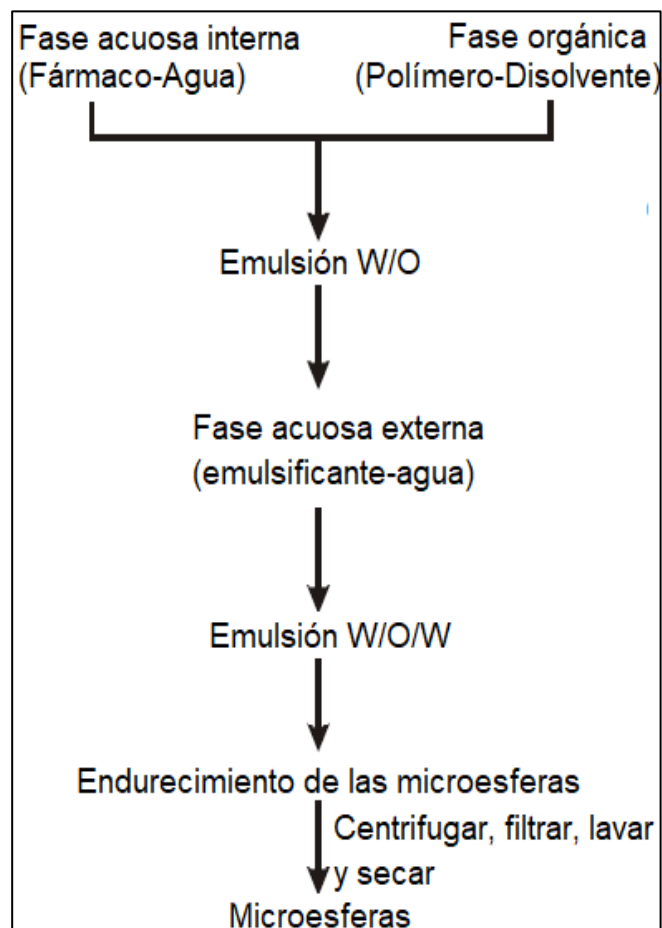 Fase acuosa interna
(Fármaco-Agua)
Fase orgánica
(Polímero-Disolvente)
Emulsión W/O
Fase acuosa externa
(emulsificante-agua)
Emulsión W/O/W
Endurecimiento de las microesferas
Centrifugar, filtrar, lavar
y secar
Microesferas